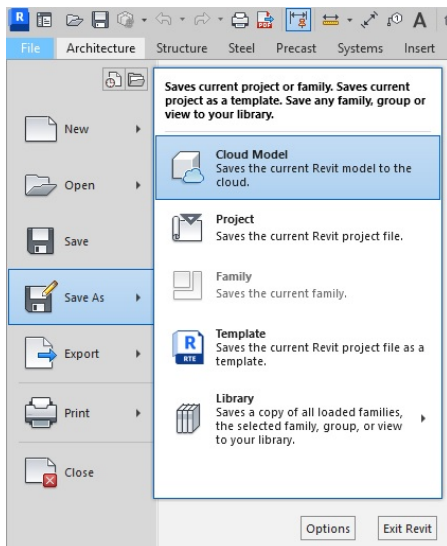 R
A
File Architecture Structure Steel Precast Systems Insert
Saves current project or family. Saves current
project as a template. Save any family, group or
view to your library.
New
Open
Save
Save As
Export
Print
Close
Cloud Model
Saves the current Revit model to the
cloud.
Project
Saves the current Revit project file.
Family
Saves the current family.
R
RTE
Template
Saves the current Revit project file as a
template.
Library
Saves a copy of all loaded families,
the selected family, group, or view
to your library.
Options Exit Revit